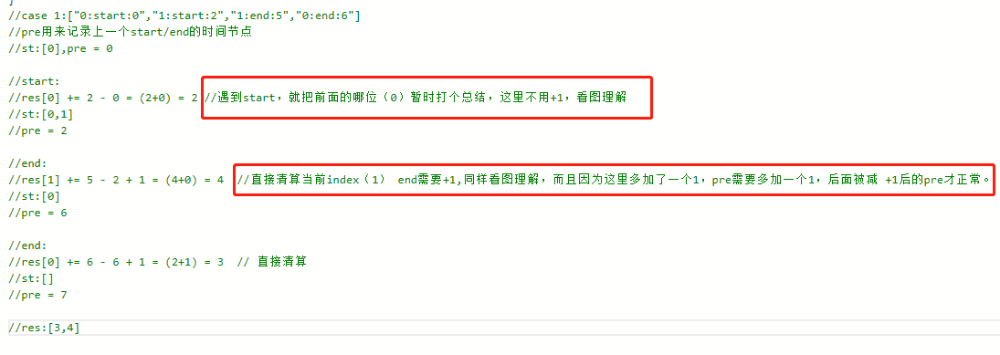 //case 1:["0:start:0","1:start:2","1:end:5","0:end:6"]
//pre用来记录上一个start/end的时间节点
//st:[0],pre = 0
//start:
//res[0] += 2 - 0 = (2+0) = 2 //遇到start，就把前面的哪位（0）暂时打个总结，这里不用+1，看图理解
//st:[0,1]
//pre = 2
//end:
//res[1] += 5 - 2 + 1 = (4+0) = 4 //直接清算当前index（1） end需要+1,同样看图理解，而且因为这里多加了一个1，pre需要多加一个1，后面被减 +1后的pre才正常。
//st:[0]
//pre = 6
//end:
//res[0] += 6 - 6 + 1 = (2+1) = 3 // 直接清算
//st:[]
//pre = 7
//res:[3,4]